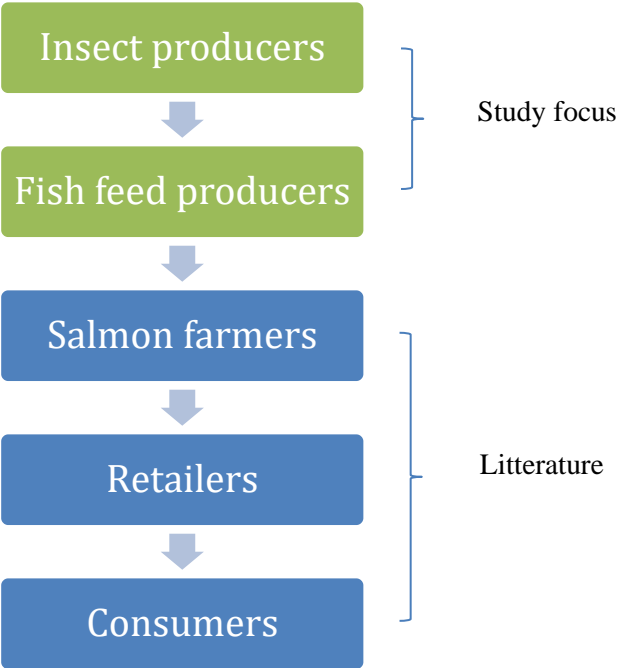 Insect producers
Study focus
Fish feed producers
Salmon farmers
Retailers
Litterature
Consumers